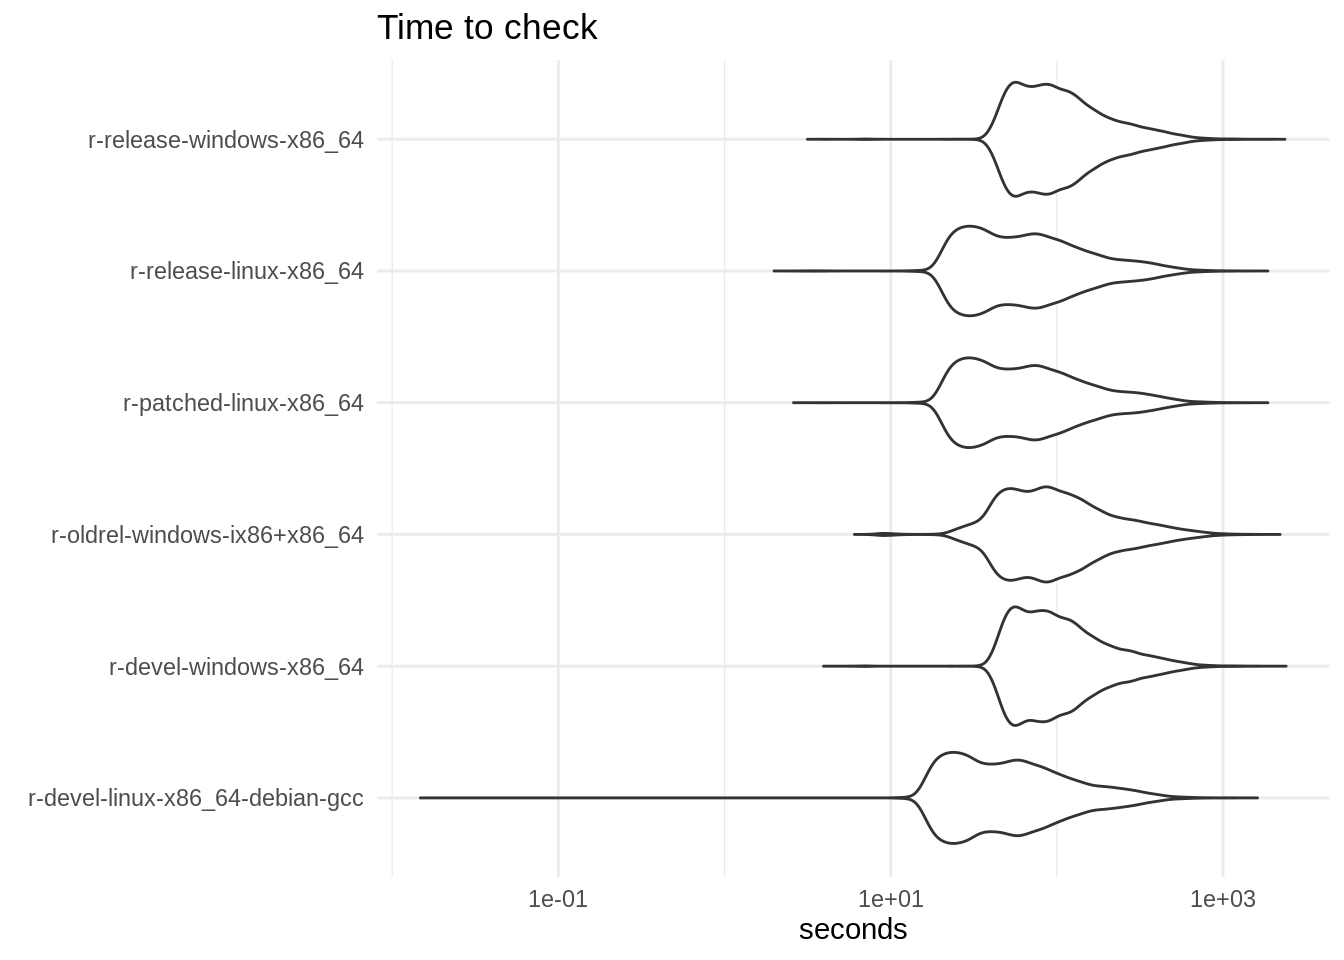 Time to check
r-release-windows-x86_64
r-release-linux-x86_64
r-patched-linux-x86_64
r-oldrel-windows-ix86+x86_64
r-devel-windows-x86_64
r-devel-linux-x86_64-debian-gcc
1e-01 1e+01 1e+03
seconds